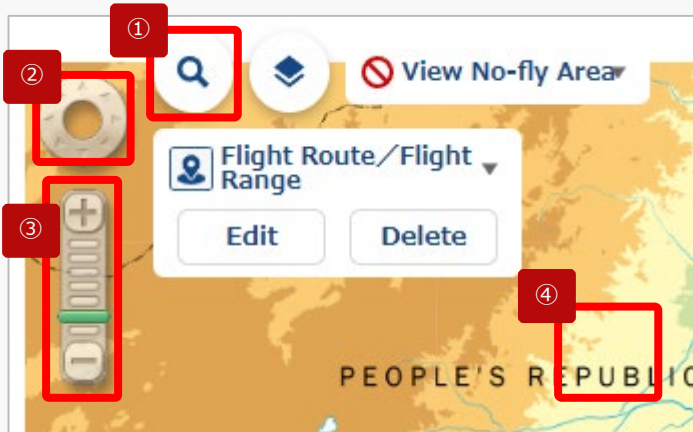 ①
②
View No-fly Area
Flight Route／Flight
Range
③
Edit
Delete
④
PEOPLE'S REPUBLIC